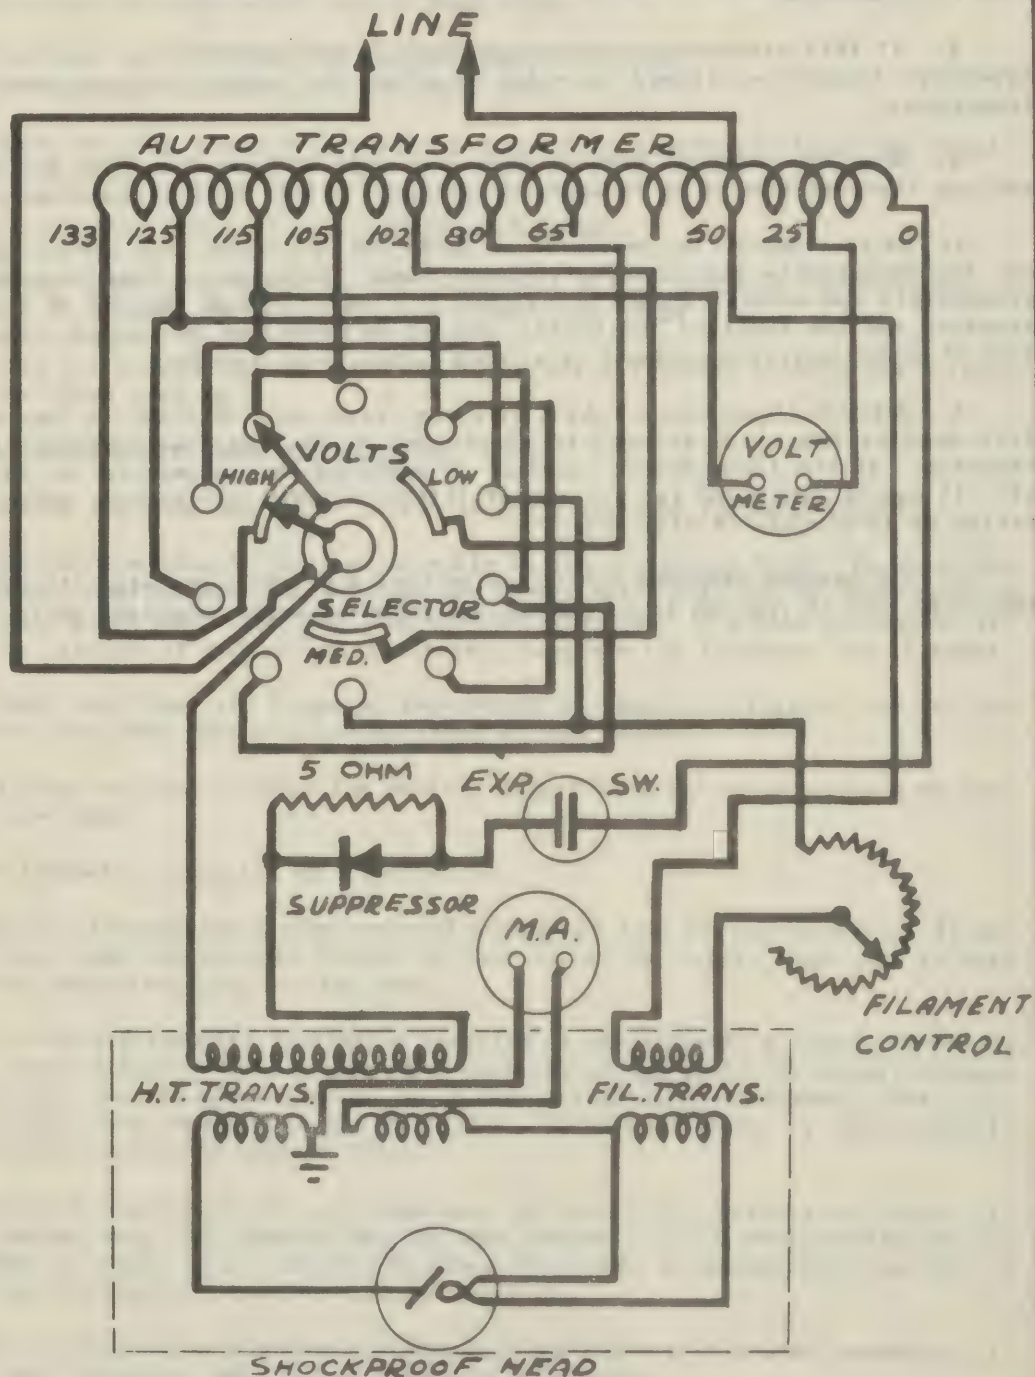 LINE
AUTO TRANSFORMER
133 125 115 105 102 80 65 50 25 0
VOLTS
HIGH
LOW
VOLT
METER
SELECTOR
MED.
5 OHM
EXR. SW.
SUPPRESSOR
M.A.
FILAMENT
CONTROL
H.T. TRANS.
FIL. TRANS.
SHOCKPROOF HEAD